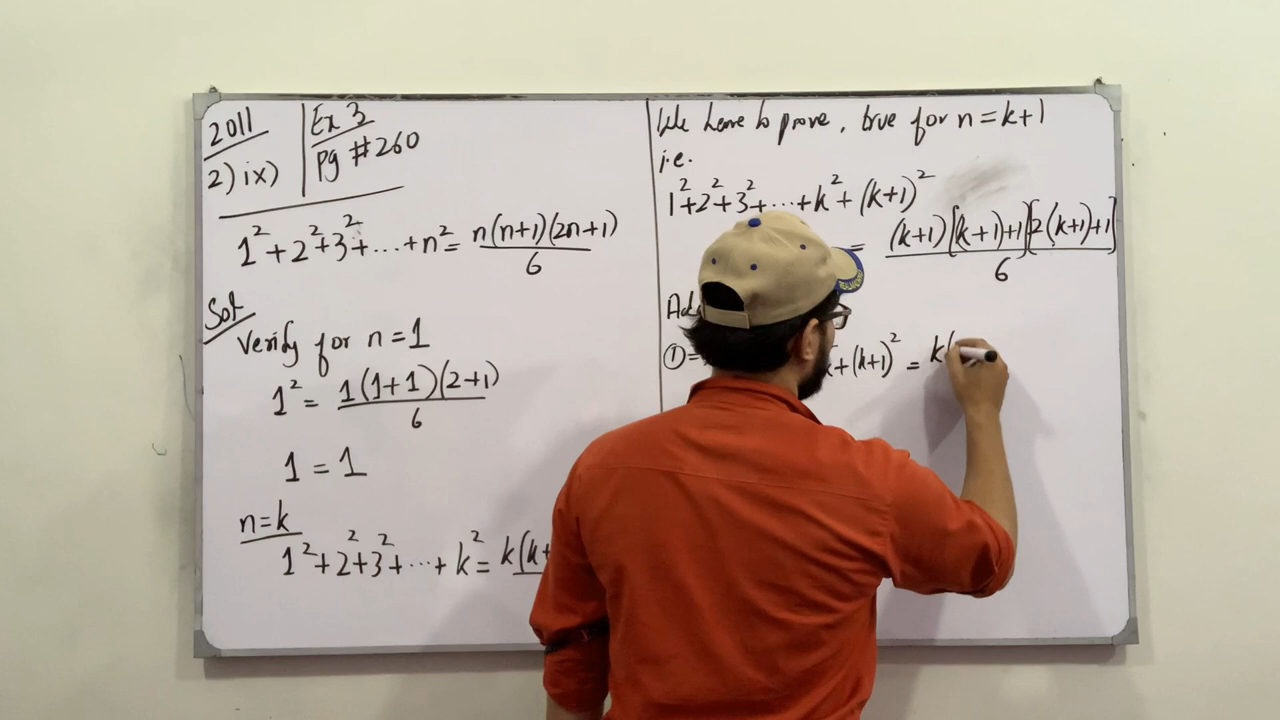 2011
2) ix)
Ex 3
Pg #260
1² + 2² + 3² + ... + n² = n(n+1)(2n+1) / 6
Sol
Verify for n = 1
1² = 1(1+1)(2+1) / 6
1 = 1
n = k
1² + 2² + 3² + ... + k² = k(k+
We have to prove, true for n = k+1
i.e.
1² + 2² + 3² + ... + k² + (k+1)²
= (k+1)[(k+1)+1][2(k+1)+1] / 6
① =
+ (k+1)² = k(